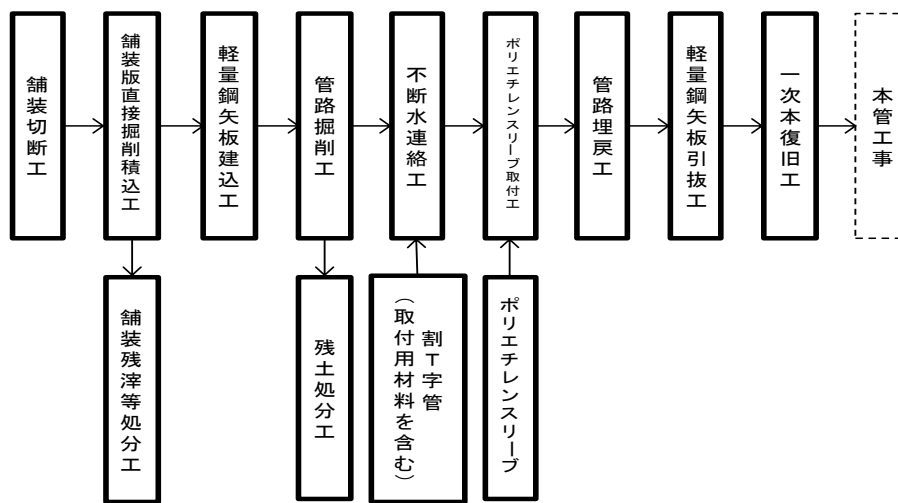 舗装切断工
舗装版直接掘削積込工
軽量鋼矢板建込工
管路掘削工
不断水連絡工
ポリエチレンスリーブ取付工
管路埋戻工
軽量鋼矢板引抜工
一次本復旧工
本管工事
舗装残滓等処分工
残土処分工
割T字管
（取付用材料を含む）
ポリエチレンスリーブ